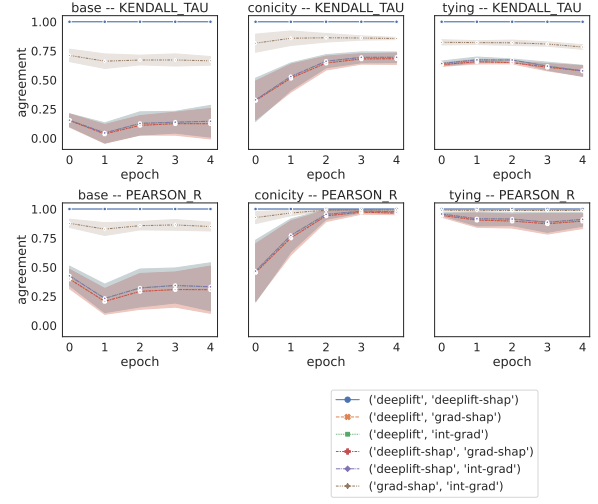 base -- KENDALL_TAU
conicity -- KENDALL_TAU
tying -- KENDALL_TAU
1.00
0.75
0.50
0.25
0.00
agreement
0 1 2 3 4
0 1 2 3 4
0 1 2 3 4
epoch
epoch
epoch
base -- PEARSON_R
conicity -- PEARSON_R
tying -- PEARSON_R
1.00
0.75
0.50
0.25
0.00
agreement
0 1 2 3 4
0 1 2 3 4
0 1 2 3 4
epoch
epoch
epoch
('deeplift', 'deeplift-shap')
('deeplift', 'grad-shap')
('deeplift', 'int-grad')
('deeplift-shap', 'grad-shap')
('deeplift-shap', 'int-grad')
('grad-shap', 'int-grad')